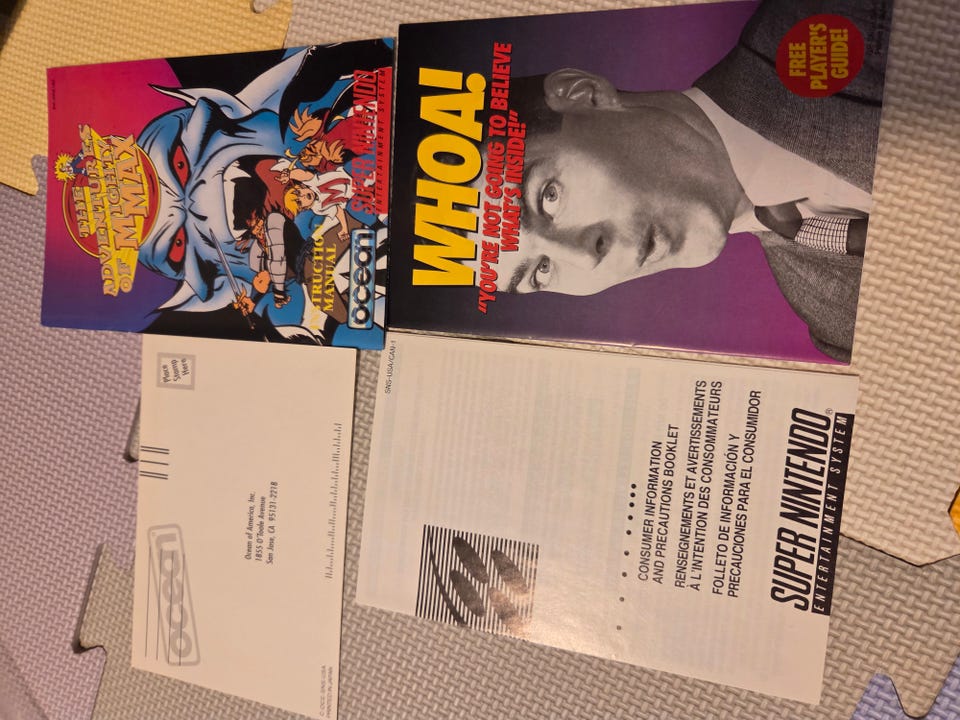 THE
ADVENTURES
OF MIGHTY
MAX
SUPER NINTENDO
ENTERTAINMENT SYSTEM
INSTRUCTION
MANUAL
ocean
WHOA!
"YOU'RE NOT GOING TO BELIEVE
WHAT'S INSIDE!"
FREE
PLAYER'S
GUIDE!
Place
Stamp
Here
Ocean of America, Inc.
1855 O'Toole Avenue
San Jose, CA 95131-2218
ocean
PRINTED IN JAPAN
SNS-USA/CAN-1
CONSUMER INFORMATION
AND PRECAUTIONS BOOKLET
RENSEIGNEMENTS ET AVERTISSEMENTS
À L'INTENTION DES CONSOMMATEURS
FOLLETO DE INFORMACIÓN Y
PRECAUCIONES PARA EL CONSUMIDOR
SUPER NINTENDO®
ENTERTAINMENT SYSTEM